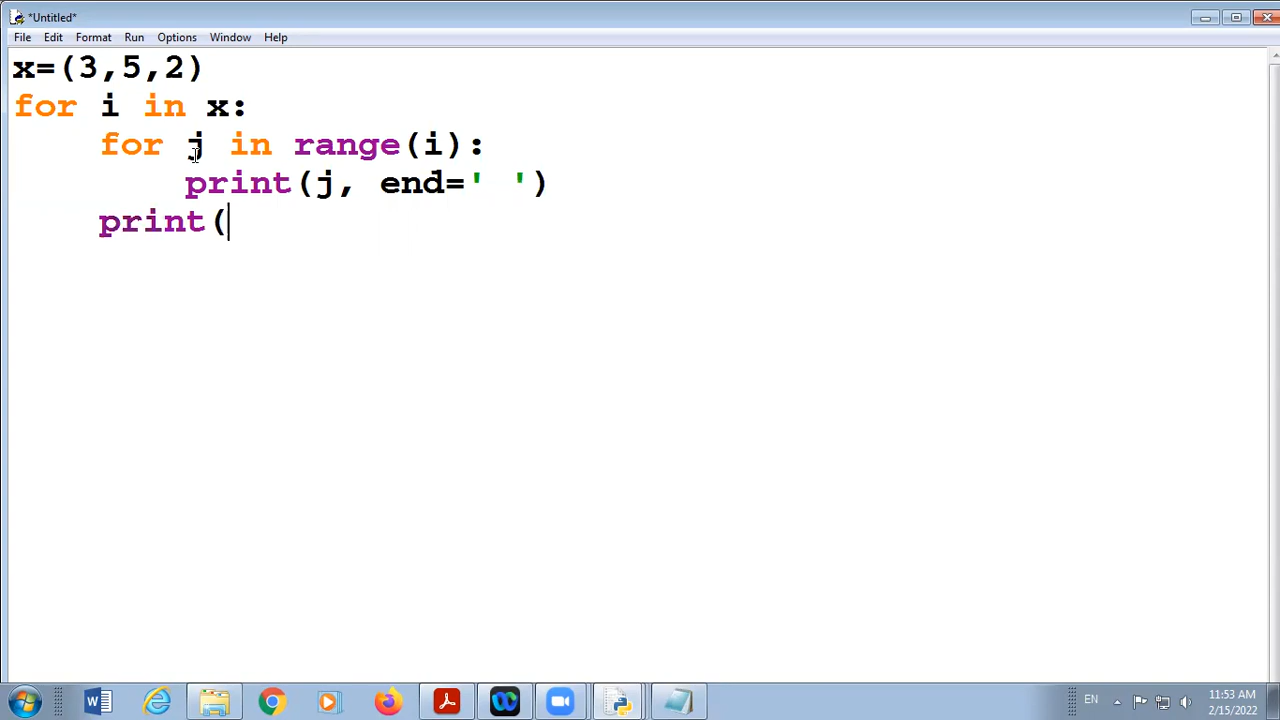 *Untitled*
File Edit Format Run Options Window Help
x=(3,5,2)
for i in x:
    for j in range(i):
        print(j, end=' ')
    print(
EN
11:53 AM
2/15/2022